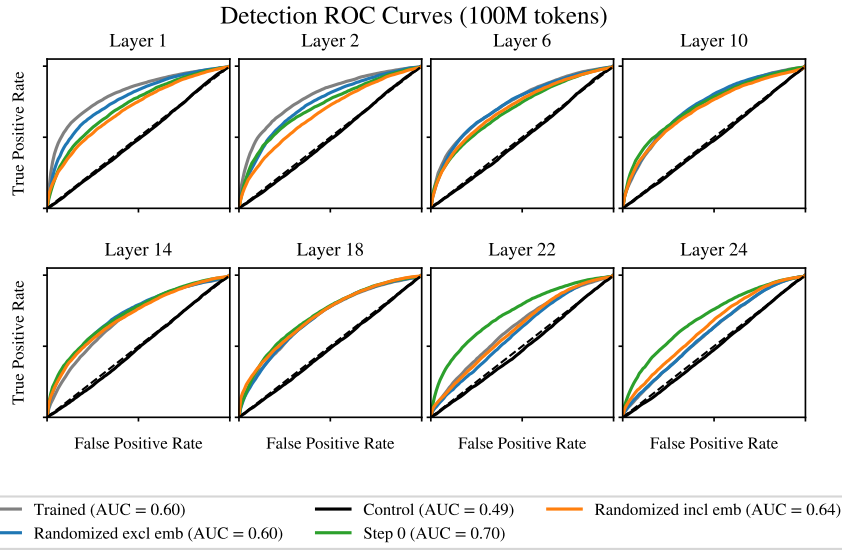 Detection ROC Curves (100M tokens)
Layer 1
Layer 2
Layer 6
Layer 10
True Positive Rate
Layer 14
Layer 18
Layer 22
Layer 24
True Positive Rate
False Positive Rate
False Positive Rate
False Positive Rate
False Positive Rate
Trained (AUC = 0.60)
Control (AUC = 0.49)
Randomized incl emb (AUC = 0.64)
Randomized excl emb (AUC = 0.60)
Step 0 (AUC = 0.70)